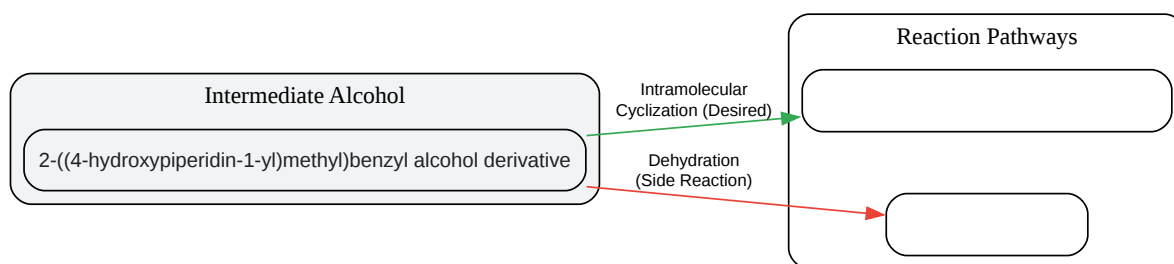 Reaction Pathways
Intermediate Alcohol
Intramolecular
Cyclization (Desired)
2-((4-hydroxypiperidin-1-yl)methyl)benzyl alcohol derivative
Dehydration
(Side Reaction)